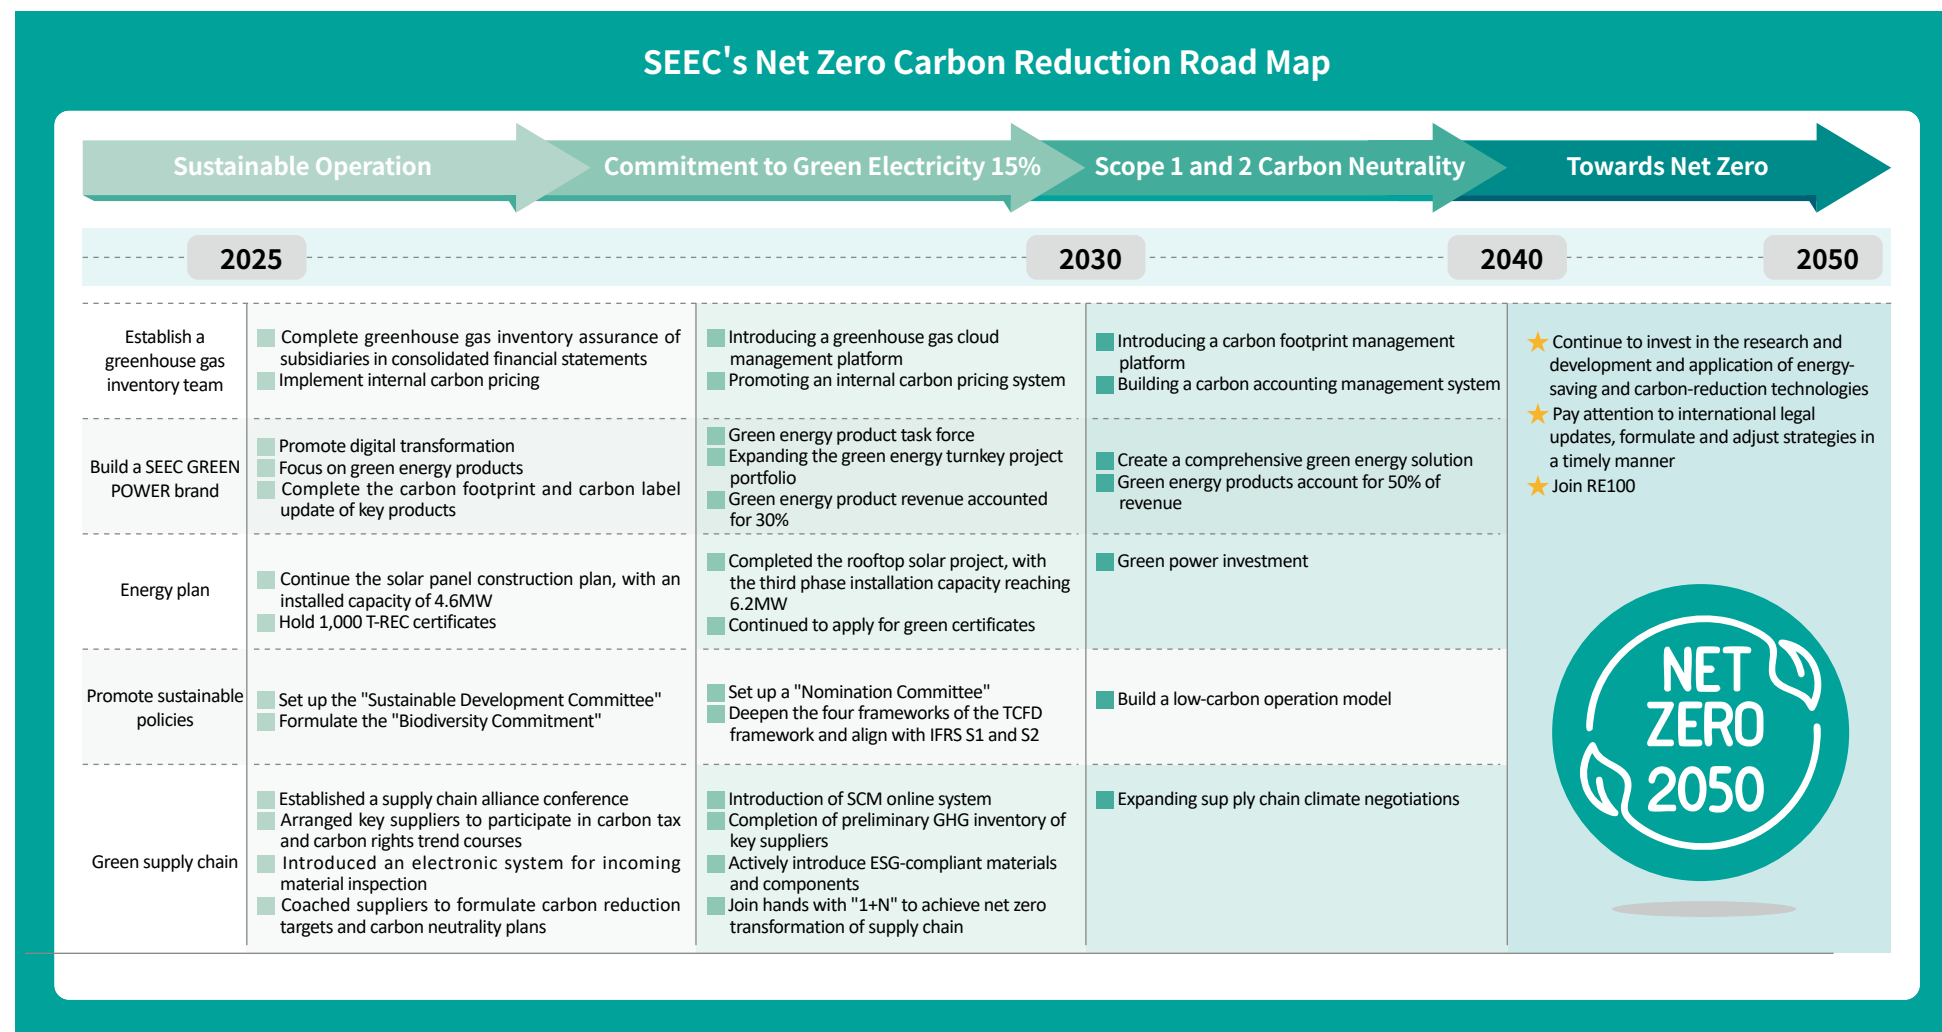 SEEC's Net Zero Carbon Reduction Road Map
Sustainable Operation
Commitment to Green Electricity 15%
Scope 1 and 2 Carbon Neutrality
Towards Net Zero
2025
2030
2040
2050
Establish a
greenhouse gas
inventory team
Complete greenhouse gas inventory assurance of
subsidiaries in consolidated financial statements
Implement internal carbon pricing
Introducing a greenhouse gas cloud
management platform
Promoting an internal carbon pricing system
Introducing a carbon footprint management
platform
Building a carbon accounting management system
Build a SEEC GREEN
POWER brand
Promote digital transformation
Focus on green energy products
Complete the carbon footprint and carbon label
update of key products
Green energy product task force
Expanding the green energy turnkey project
portfolio
Green energy product revenue accounted
for 30%
Create a comprehensive green energy solution
Green energy products account for 50% of
revenue
Energy plan
Continue the solar panel construction plan, with an
installed capacity of 4.6MW
Hold 1,000 T-REC certificates
Completed the rooftop solar project, with
the third phase installation capacity reaching
6.2MW
Continued to apply for green certificates
Green power investment
Promote sustainable
policies
Set up the "Sustainable Development Committee"
Formulate the "Biodiversity Commitment"
Set up a "Nomination Committee"
Deepen the four frameworks of the TCFD
framework and align with IFRS S1 and S2
Build a low-carbon operation model
Green supply chain
Established a supply chain alliance conference
Arranged key suppliers to participate in carbon tax
and carbon rights trend courses
Introduced an electronic system for incoming
material inspection
Coached suppliers to formulate carbon reduction
targets and carbon neutrality plans
Introduction of SCM online system
Completion of preliminary GHG inventory of
key suppliers
Actively introduce ESG-compliant materials
and components
Join hands with "1+N" to achieve net zero
transformation of supply chain
Expanding sup ply chain climate negotiations
Continue to invest in the research and
development and application of energy-
saving and carbon-reduction technologies
Pay attention to international legal
updates, formulate and adjust strategies in
a timely manner
Join RE100
NET
ZERO
2050